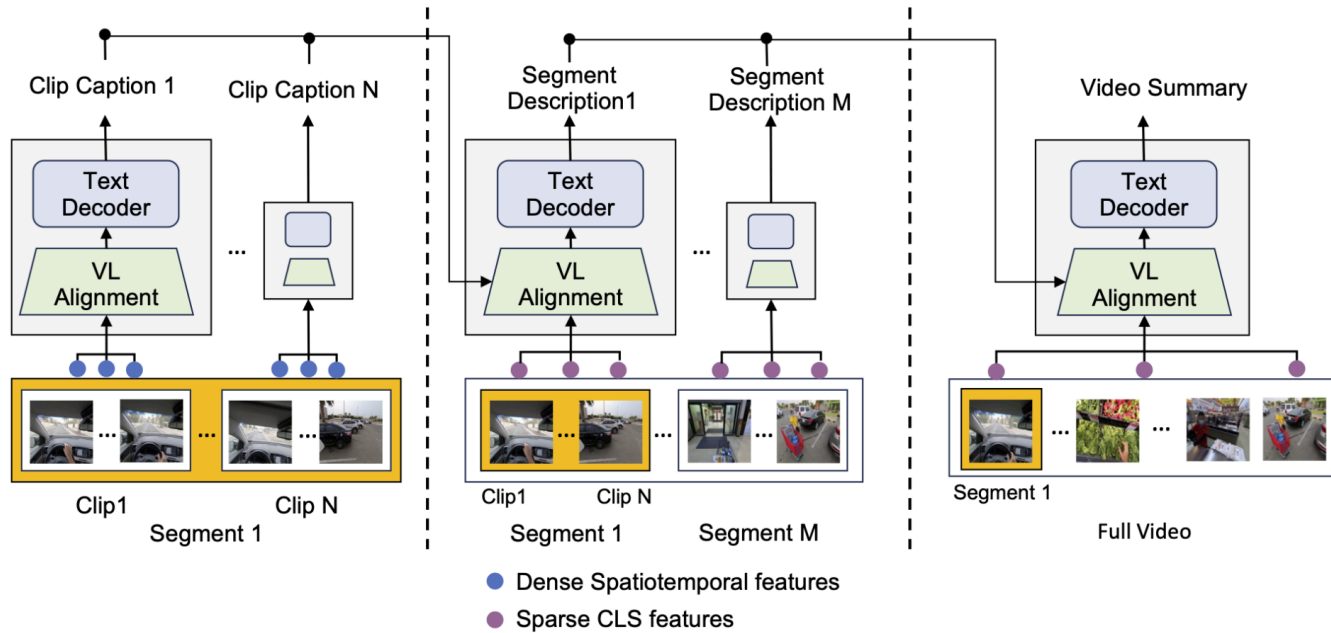 Clip Caption 1
Clip Caption N
Text
Decoder
VL
Alignment
...
...
...
...
Clip1
Clip N
Segment 1
Segment
Description1
Segment
Description M
Text
Decoder
VL
Alignment
...
...
...
...
Clip1
Clip N
Segment 1
Segment M
Video Summary
Text
Decoder
VL
Alignment
...
...
Segment 1
Full Video
Dense Spatiotemporal features
Sparse CLS features